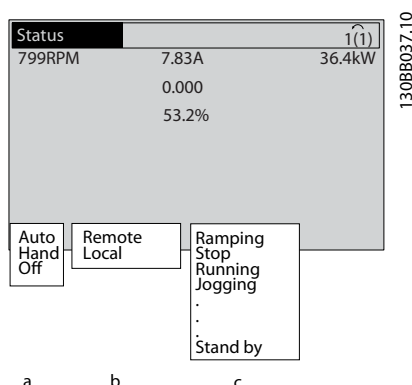 Status 1(1)
799RPM 7.83A 36.4kW
0.000
53.2%
Auto
Hand
Off
Remote
Local
Ramping
Stop
Running
Jogging
.
.
.
Stand by
a b c
130BB037.10